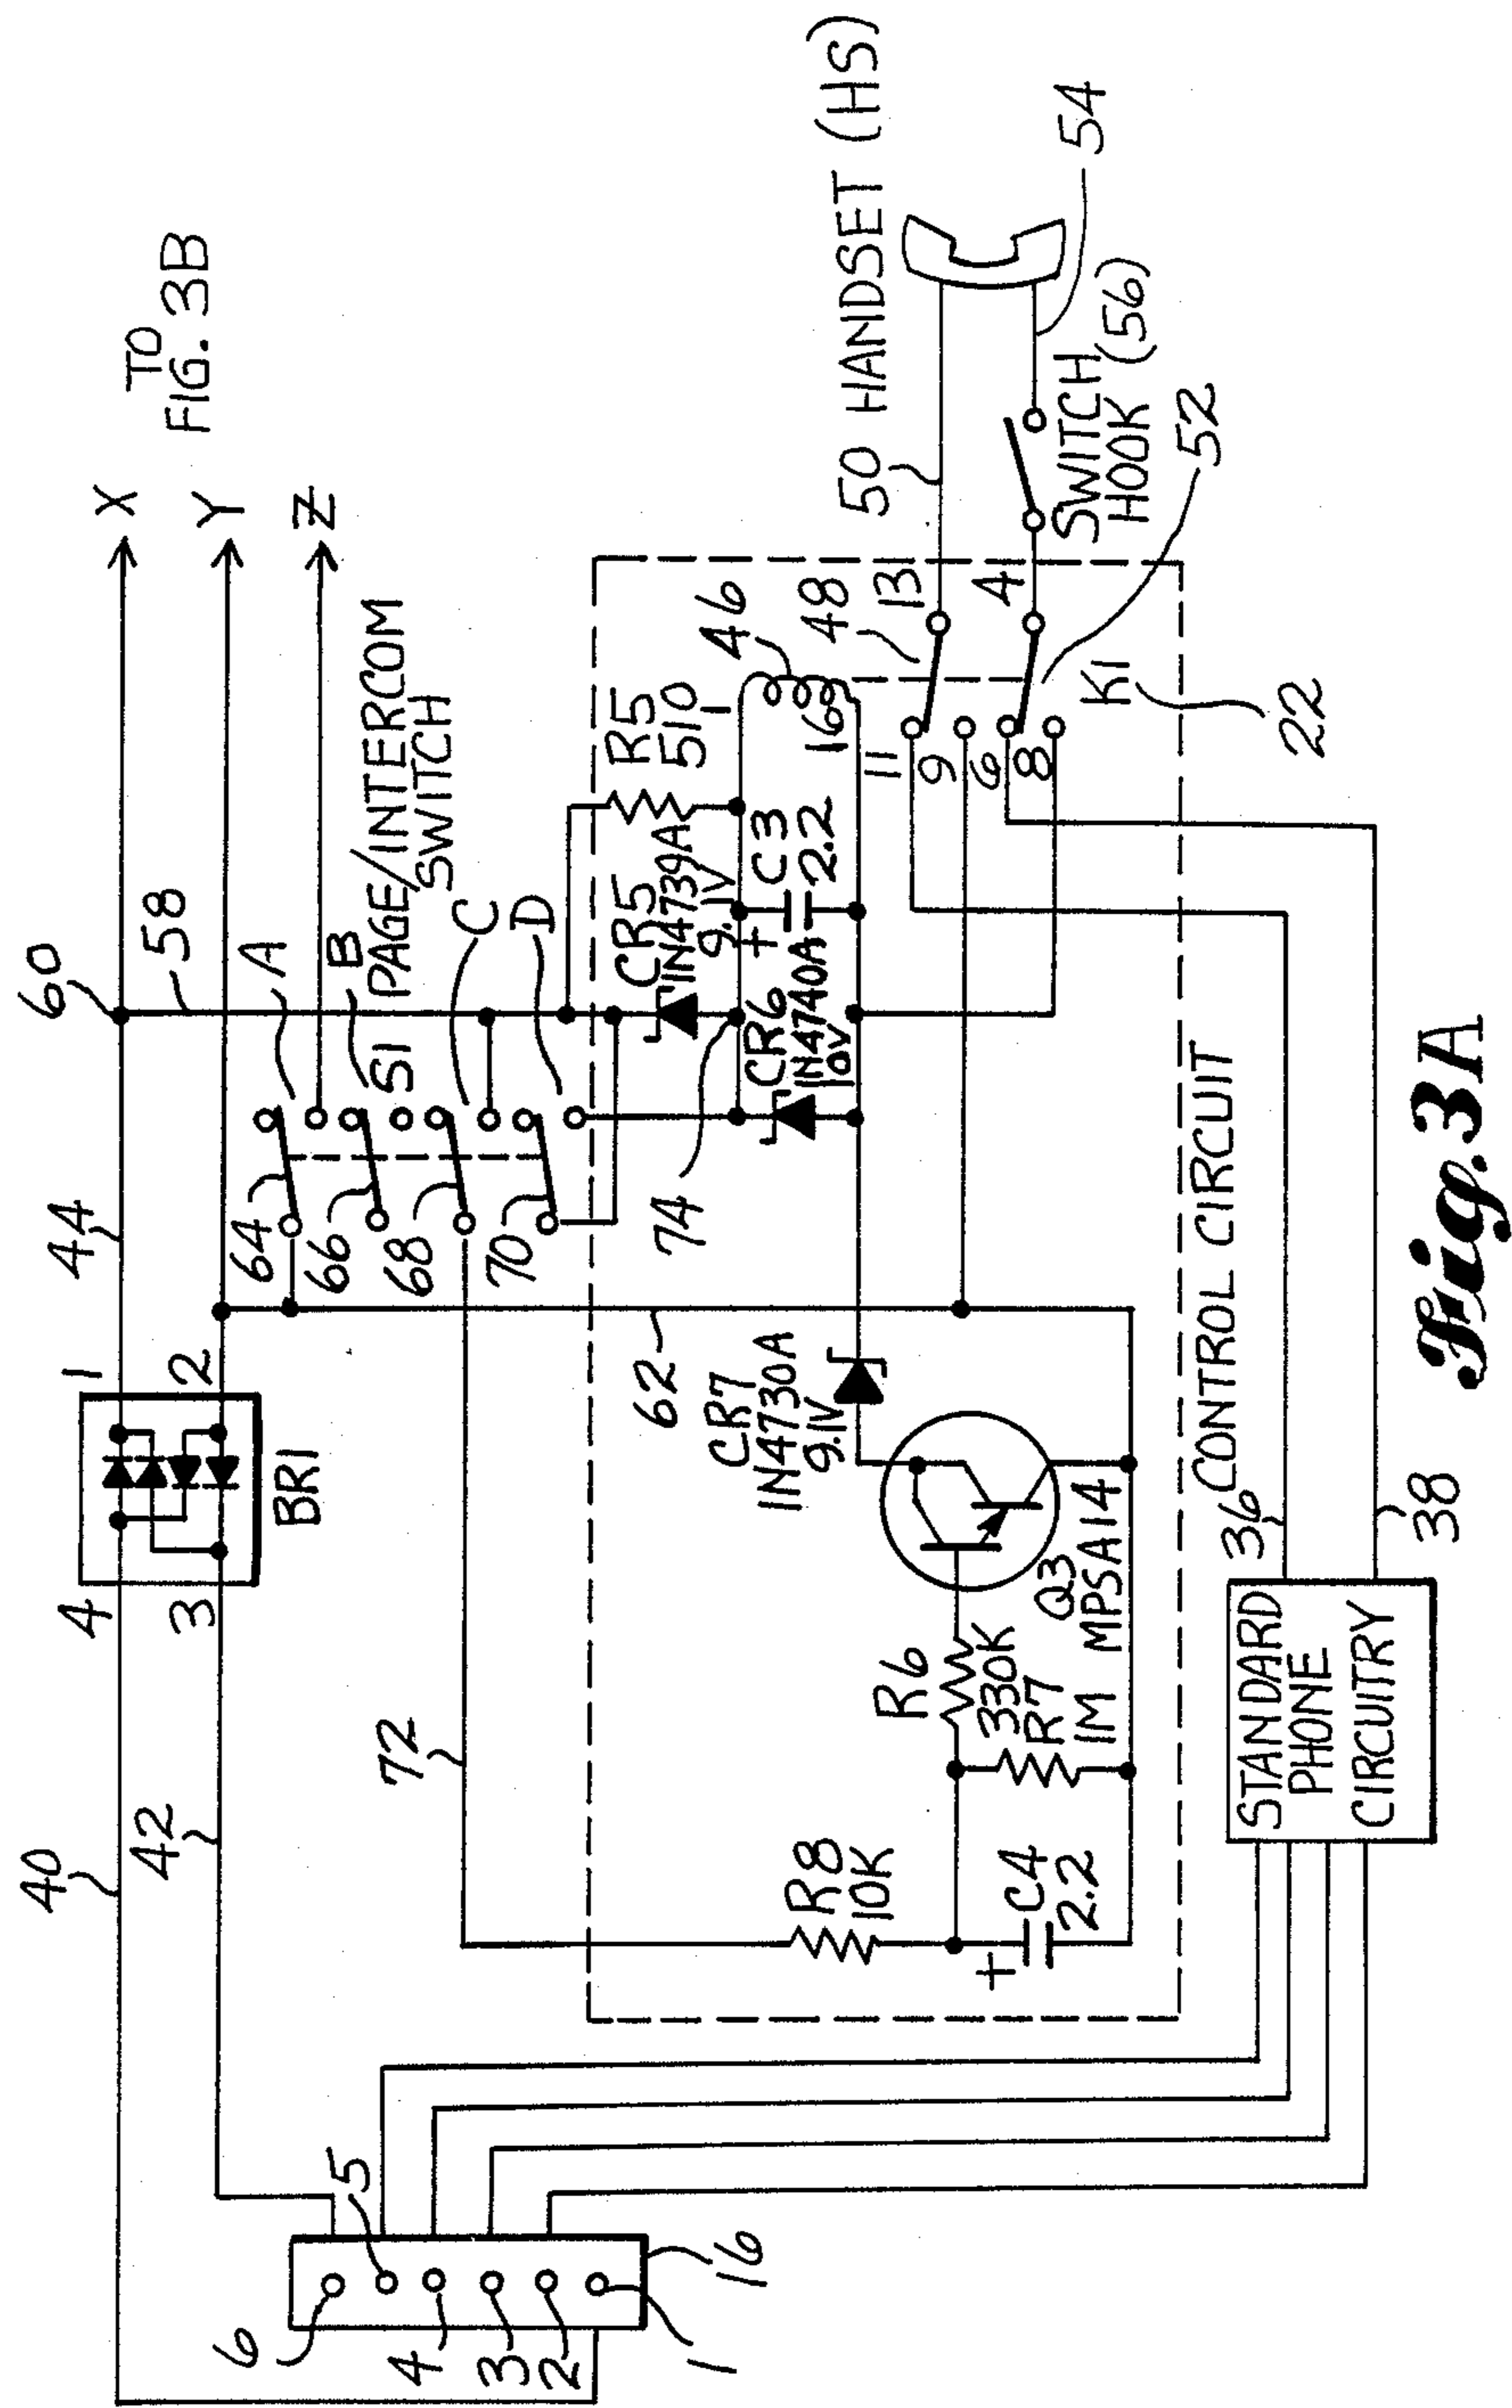 60
44
40
42
58
X
Y
Z
TO
FIG. 3B
1
2
4
3
BR1
A
B
S1 PAGE/INTERCOM
SWITCH
C
D
64
66
68
70
72
62
74
R5
510
CR5
1N4739A
9.1V
+
C3
2.2
1
46
16
48
13
4
11
9
6
8
K1
22
50 HANDSET (HS)
54
SWITCH
HOOK (56)
52
CR6
1N4740A
10V
CR7
1N4730A
9.1V
Q3
MPSA14
R6
330K
R7
1M
R8
10K
+
C4
2.2
CONTROL CIRCUIT
36
38
STANDARD
PHONE
CIRCUITRY
6
5
4
3
2
1
16
Fig. 3A